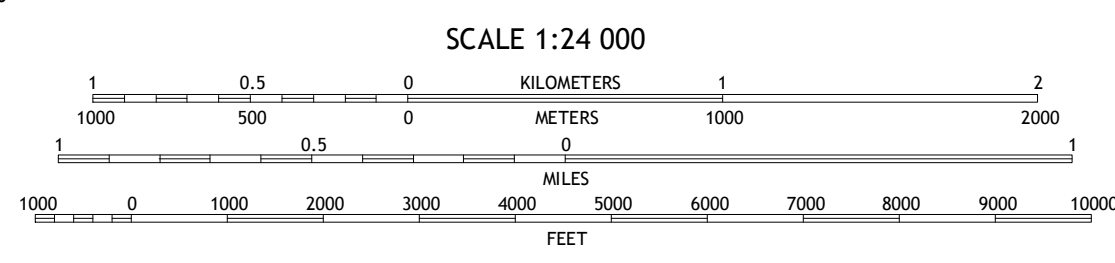 SCALE 1:24 000
1 0.5 0 KILOMETERS 1 2
1000 500 0 METERS 1000 2000
1 0.5 0 1
MILES
1000 0 1000 2000 3000 4000 5000 6000 7000 8000 9000 10000
FEET